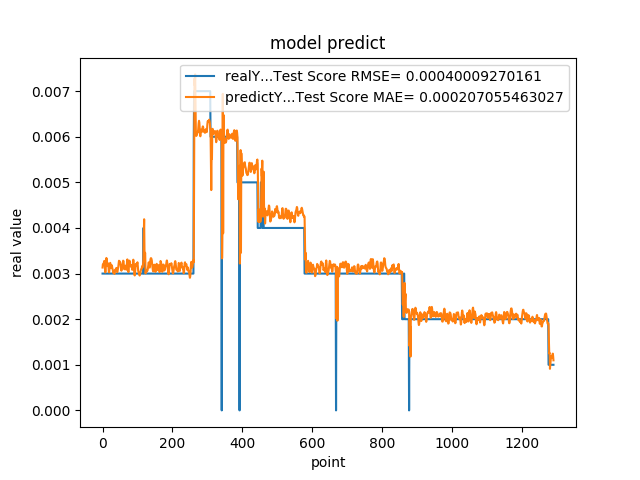 model predict
realY...Test Score RMSE= 0.00040009270161
predictY...Test Score MAE= 0.000207055463027
0.007
0.006
0.005
0.004
0.003
0.002
0.001
0.000
real value
0 200 400 600 800 1000 1200
point